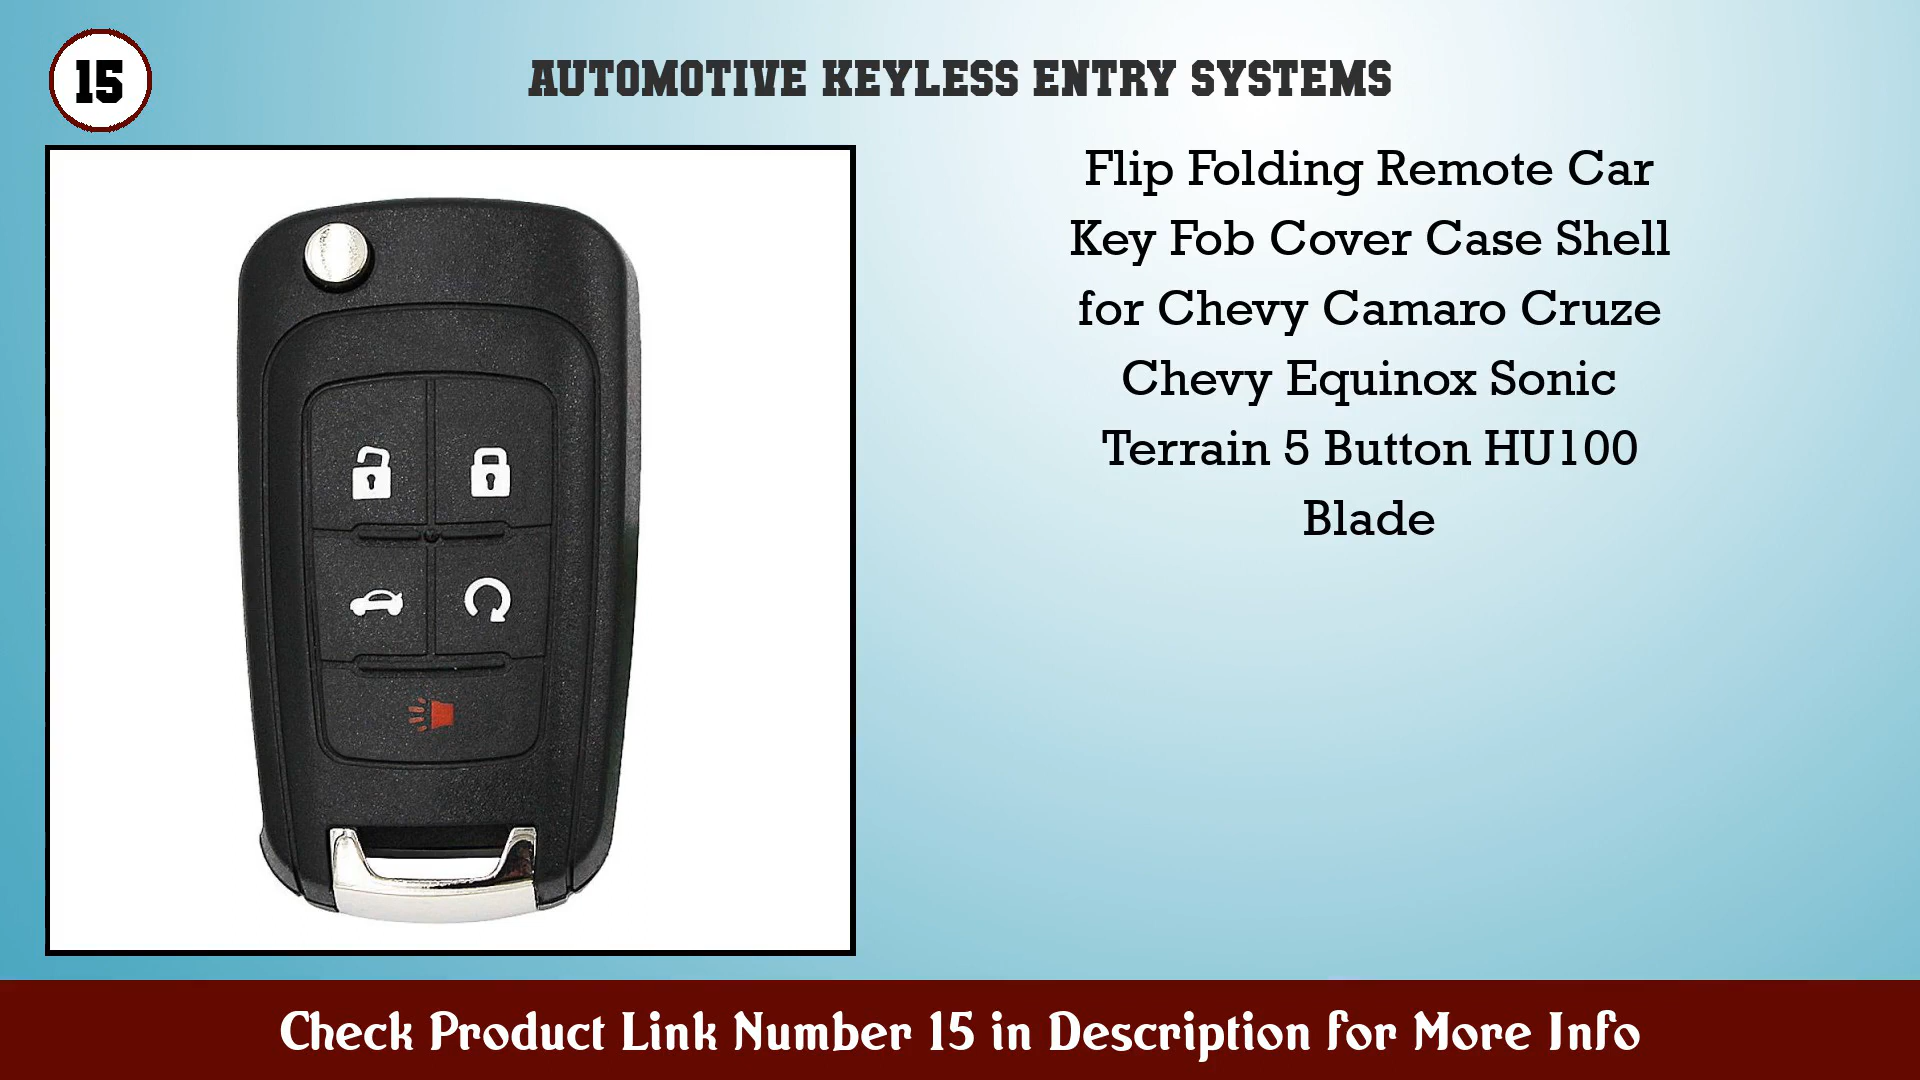 15
AUTOMOTIVE KEYLESS ENTRY SYSTEMS
Flip Folding Remote Car
Key Fob Cover Case Shell
for Chevy Camaro Cruze
Chevy Equinox Sonic
Terrain 5 Button HU100
Blade
Check Product Link Number 15 in Description for More Info